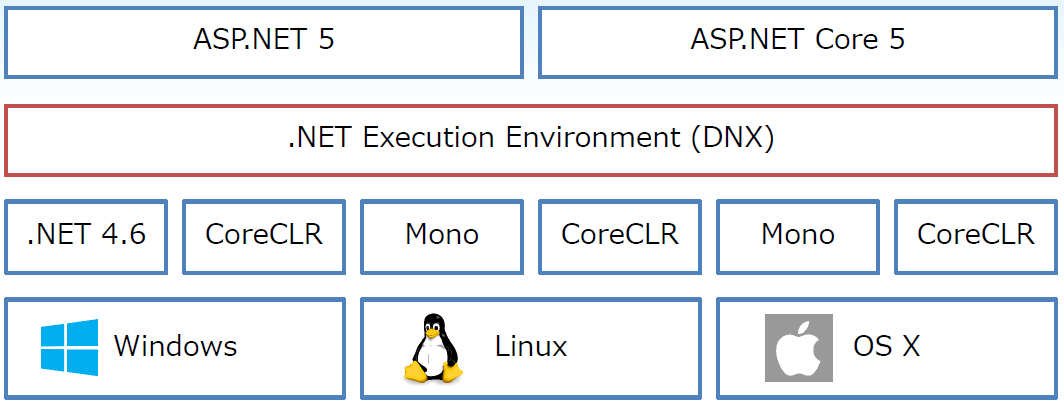 ASP.NET 5
ASP.NET Core 5
.NET Execution Environment (DNX)
.NET 4.6
CoreCLR
Mono
CoreCLR
Mono
CoreCLR
Windows
Linux
OS X